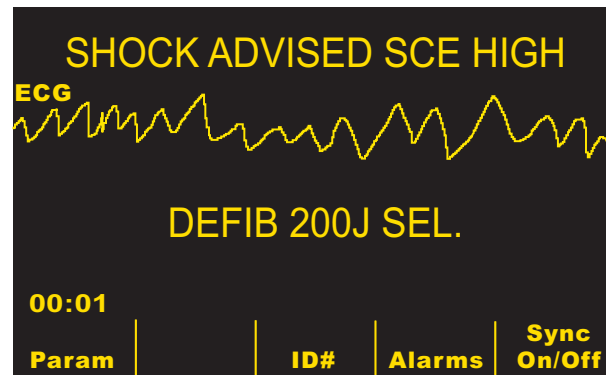 SHOCK ADVISED SCE HIGH
ECG
DEFIB 200J SEL.
00:01
Sync
Param ID# Alarms On/Off